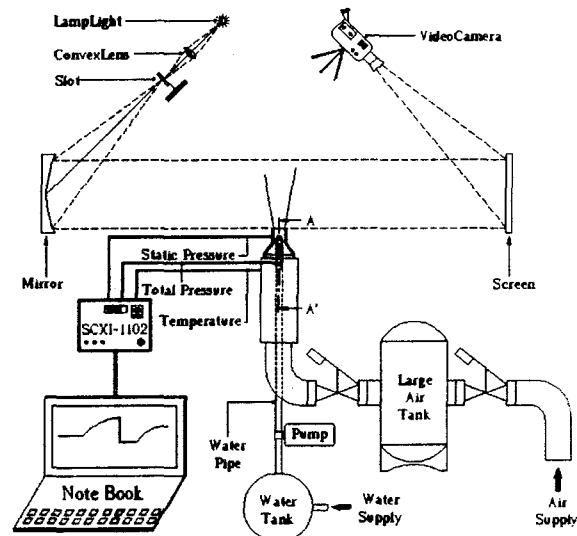 LampLight
ConvexLens
Slot
VideoCamera
A
Static Pressure
Mirror
Total Pressure
Screen
A'
Temperature
SCXI-1102
Large
Air
Tank
Water
Pipe
Pump
Note Book
Water
Tank
Water
Supply
Air
Supply